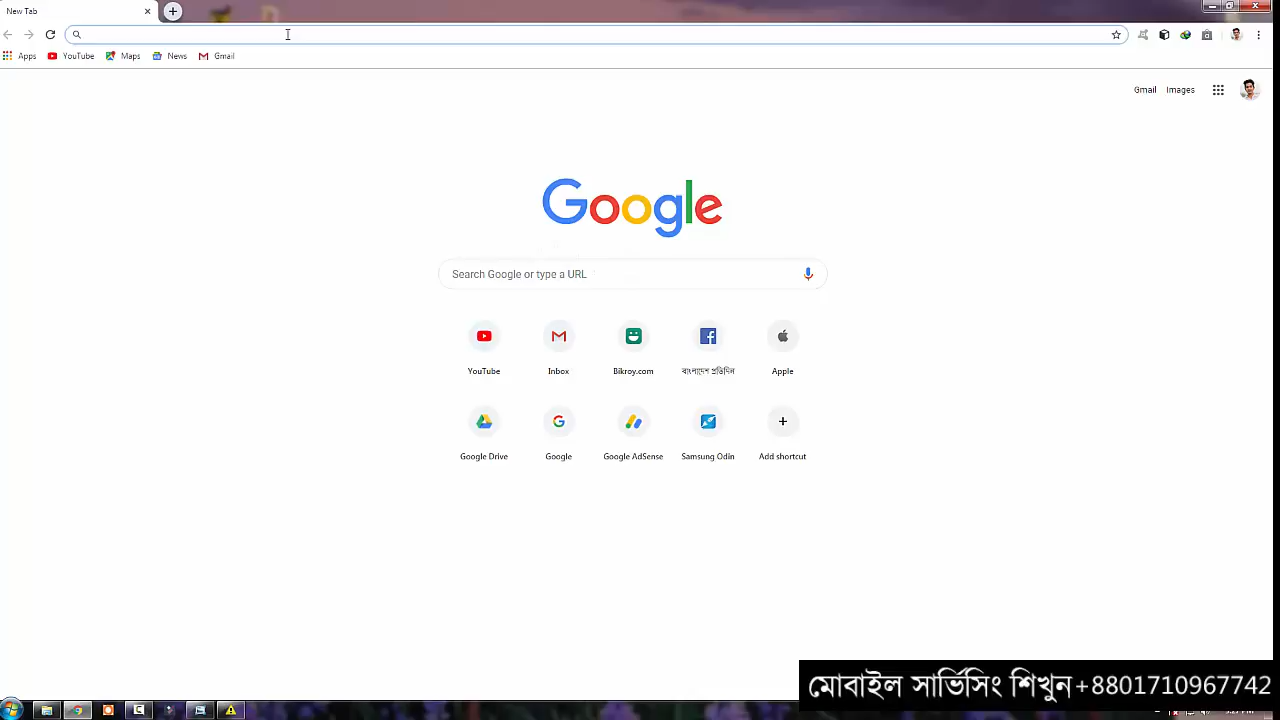 New Tab
Apps YouTube Maps News Gmail
Gmail Images
Google
Search Google or type a URL
YouTube Inbox Bikroy.com বাংলাদেশ প্রতিদিন Apple
Google Drive Google Google AdSense Samsung Odin Add shortcut
মোবাইল সার্ভিসিং শিখুন+8801710967742